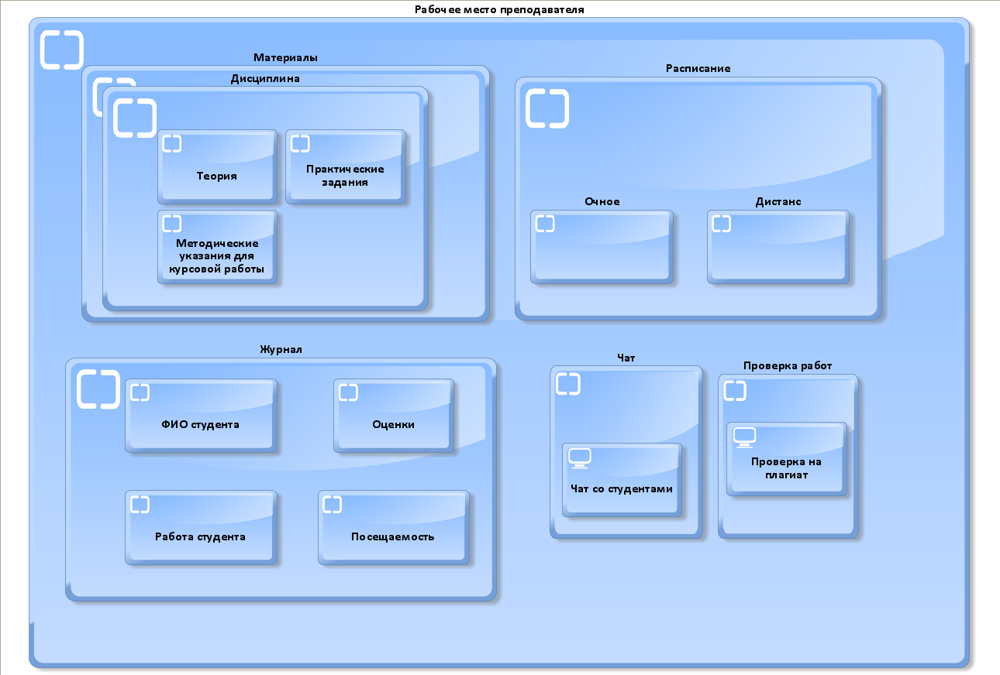 Рабочее место преподавателя
Материалы
Дисциплина
Теория
Практические
задания
Методические
указания для
курсовой работы
Расписание
Очное
Дистанс
Журнал
ФИО студента
Оценки
Работа студента
Посещаемость
Чат
Чат со студентами
Проверка работ
Проверка на
плагиат